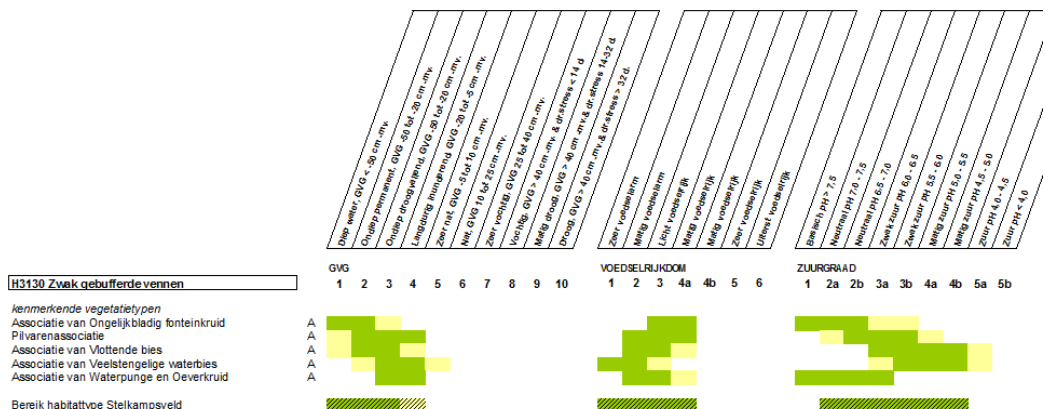 Diep water, GVG < -50 cm -mv.
Ondiep permanent, GVG -50 tot -20 cm -mv.
Ondiep droogvallend, GVG -50 tot -20 cm -mv.
Langdurig inunderend, GVG -20 tot -5 cm -mv.
Zeer nat, GVG -5 tot 10 cm -mv.
Nat, GVG 10 tot 25 cm -mv.
Zeer vochtig, GVG 25 tot 40 cm -mv.
Vochtig, GVG > 40 cm -mv. & dr.stress < 14 d.
Matig droog, GVG > 40 cm -mv. & dr.stress 14-32 d.
Droog, GVG > 40 cm -mv. & dr.stress > 32 d.
Zeer voedselarm
Matig voedselarm
Licht voedselrijk
Matig voedselrijk
Matig voedselrijk
Zeer voedselrijk
Uiterst voedselrijk
Basisch pH > 7.5
Neutraal pH 7.0 - 7.5
Neutraal pH 6.5 - 7.0
Zwak zuur pH 6.0 - 6.5
Zwak zuur pH 5.5 - 6.0
Matig zuur pH 5.0 - 5.5
Matig zuur pH 4.5 - 5.0
Zuur pH 4,0 - 4,5
Zuur pH < 4,0
GVG VOEDSELRIJKDOM ZUURGRAAD
H3130 Zwak gebufferde vennen 1 2 3 4 5 6 7 8 9 10 1 2 3 4a 4b 5 6 1 2a 2b 3a 3b 4a 4b 5a 5b
kenmerkende vegetatietypen
Associatie van Ongelijkbladig fonteinkruid A
Pilvarenassociatie A
Associatie van Vlottende bies A
Associatie van Veelstengelige waterbies A
Associatie van Waterpunge en Oeverkruid A
Bereik habitattype Stelkampsveld